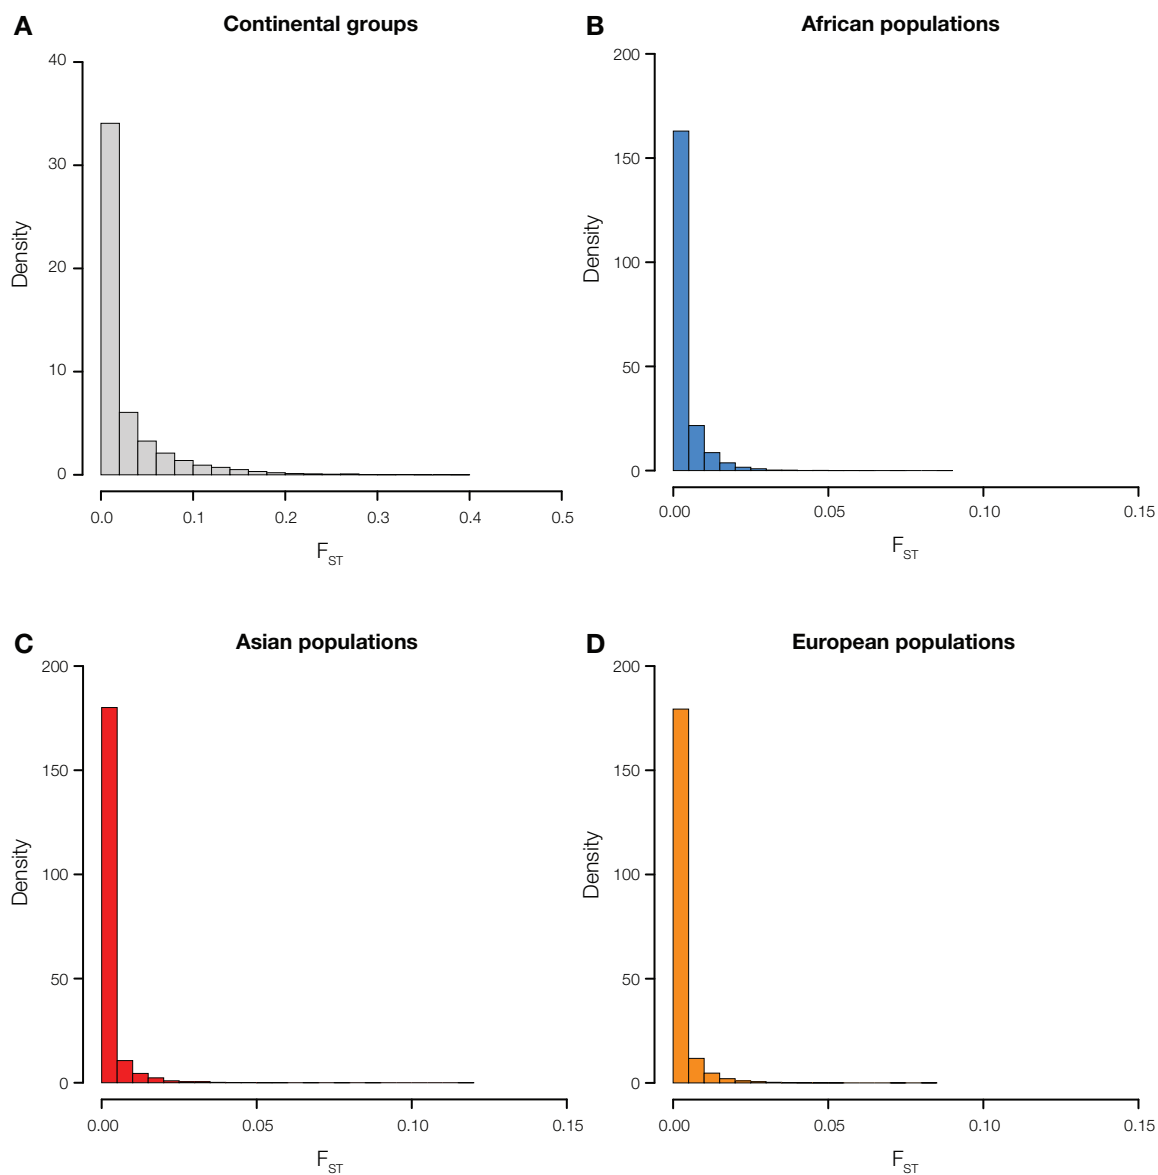 A Continental groups
40
30
20
10
0
Density
0.0 0.1 0.2 0.3 0.4 0.5
FST
B African populations
200
150
100
50
0
Density
0.00 0.05 0.10 0.15
FST
C Asian populations
200
150
100
50
0
Density
0.00 0.05 0.10 0.15
FST
D European populations
200
150
100
50
0
Density
0.00 0.05 0.10 0.15
FST